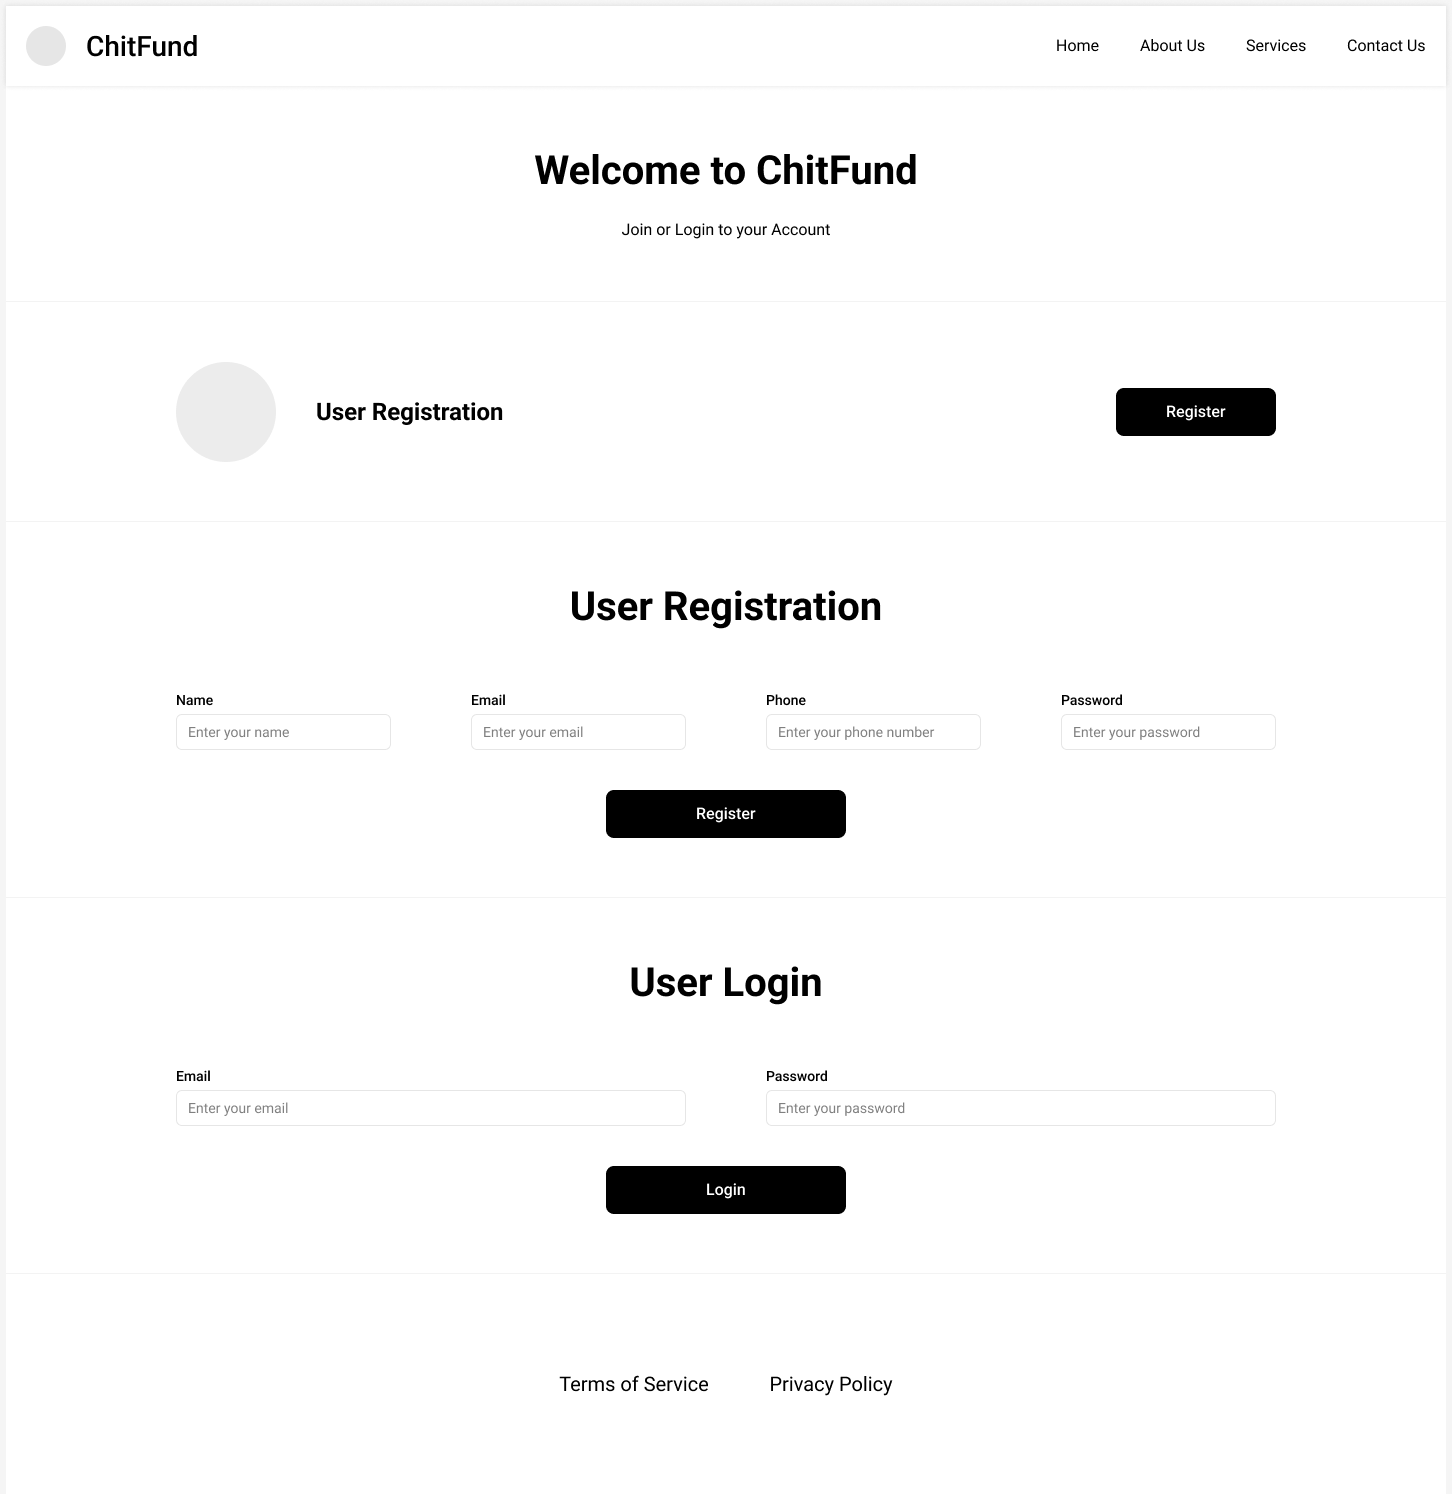 ChitFund
Home About Us Services Contact Us
Welcome to ChitFund
Join or Login to your Account
User Registration
Register
User Registration
Name Email Phone Password
Enter your name Enter your email Enter your phone number Enter your password
Register
User Login
Email Password
Enter your email Enter your password
Login
Terms of Service Privacy Policy